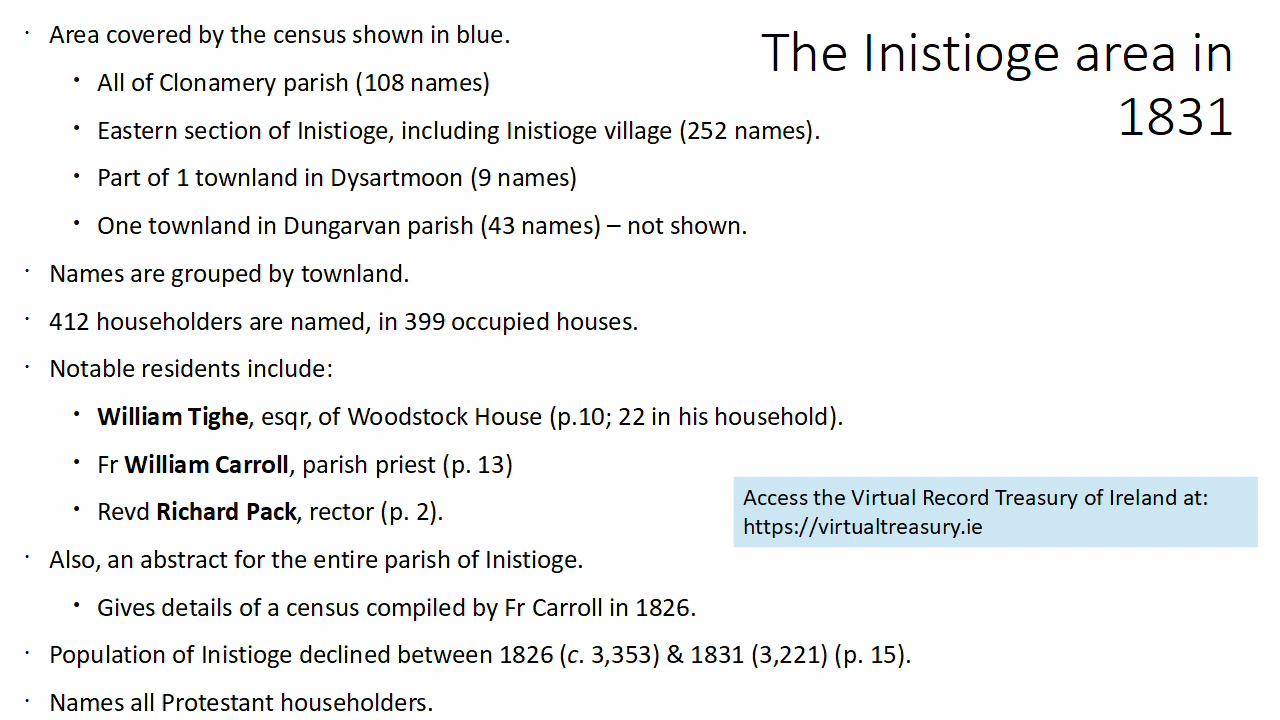 The Inistioge area in
1831
· Area covered by the census shown in blue.
• All of Clonamery parish (108 names)
• Eastern section of Inistioge, including Inistioge village (252 names).
• Part of 1 townland in Dysartmoon (9 names)
• One townland in Dungarvan parish (43 names) – not shown.
· Names are grouped by townland.
· 412 householders are named, in 399 occupied houses.
· Notable residents include:
• William Tighe, esqr, of Woodstock House (p.10; 22 in his household).
• Fr William Carroll, parish priest (p. 13)
• Revd Richard Pack, rector (p. 2).
· Also, an abstract for the entire parish of Inistioge.
• Gives details of a census compiled by Fr Carroll in 1826.
· Population of Inistioge declined between 1826 (c. 3,353) & 1831 (3,221) (p. 15).
· Names all Protestant householders.
Access the Virtual Record Treasury of Ireland at:
https://virtualtreasury.ie